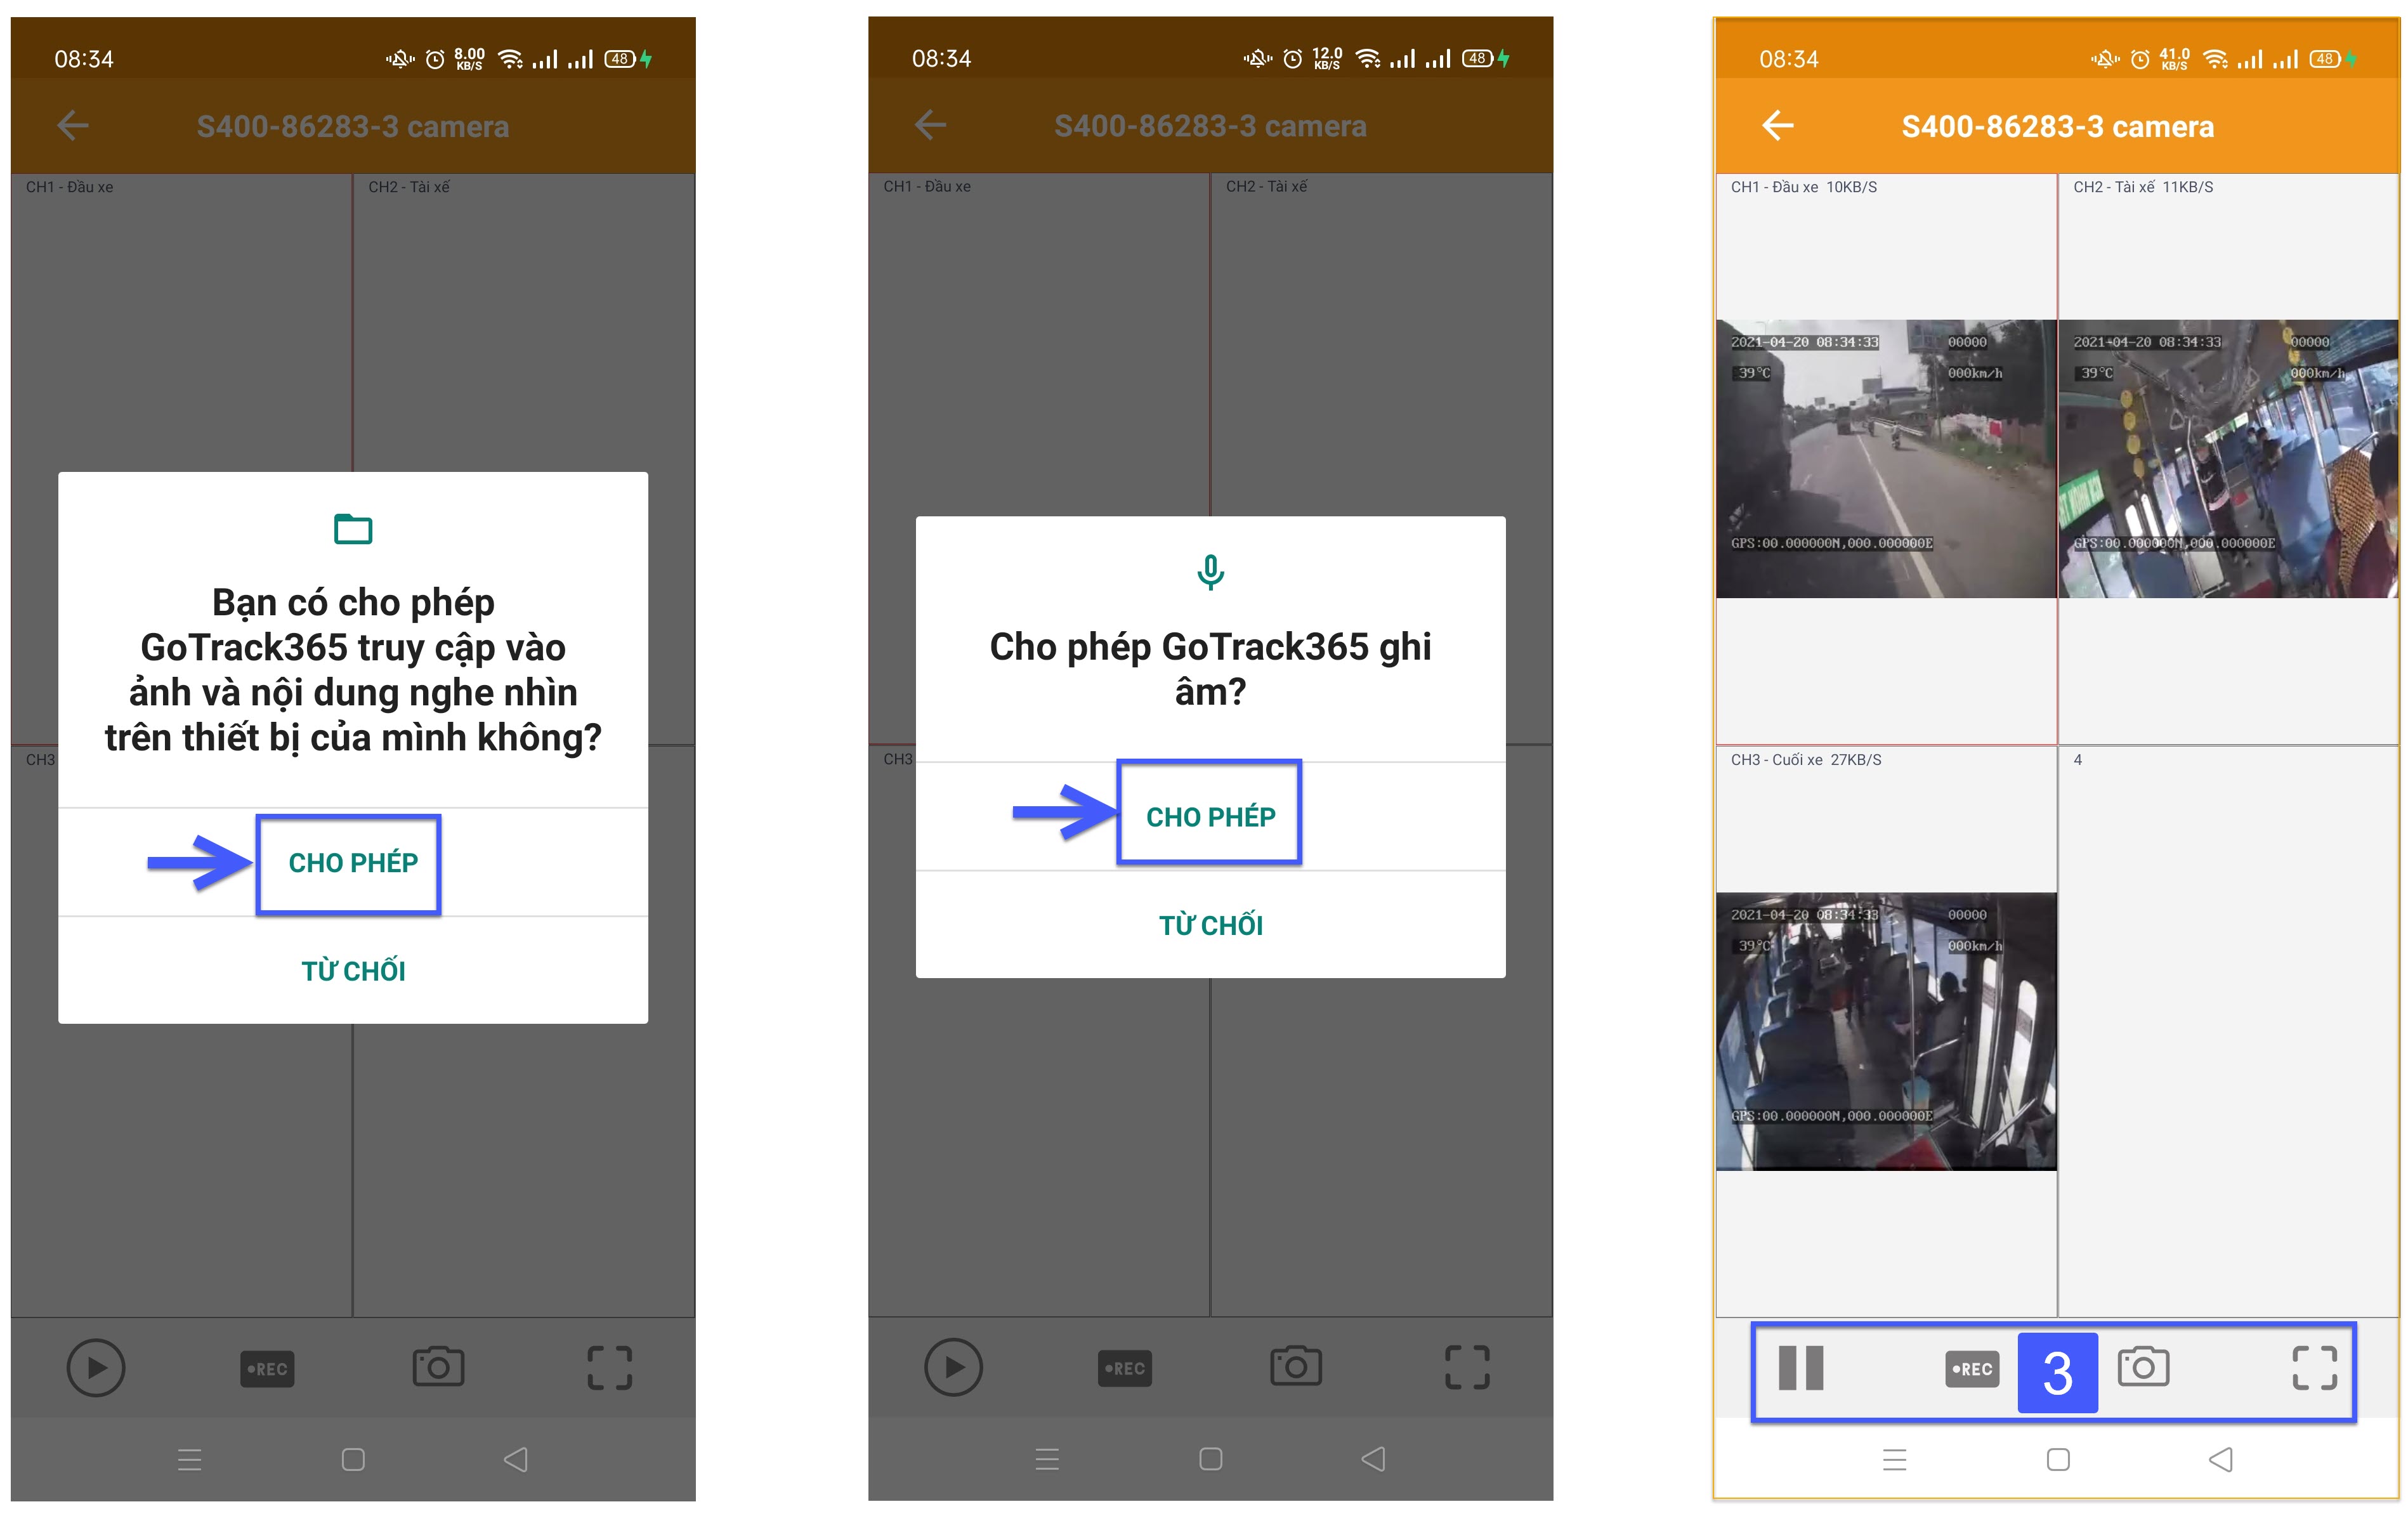 08:34
8.00
KB/S
48
S400-86283-3 camera
CH1 - Đầu xe
CH2 - Tài xế
Bạn có cho phép
GoTrack365 truy cập vào
ảnh và nội dung nghe nhìn
trên thiết bị của mình không?
CH3
CHO PHÉP
TỪ CHỐI
REC
08:34
12.0
KB/S
48
S400-86283-3 camera
CH1 - Đầu xe
CH2 - Tài xế
Cho phép GoTrack365 ghi
âm?
CH3
CHO PHÉP
TỪ CHỐI
REC
08:34
41.0
KB/S
48
S400-86283-3 camera
CH1 - Đầu xe 10KB/S
CH2 - Tài xế 11KB/S
2021-04-20 08:34:33 00000
39°C 000km/h
GPS:00.000000N,000.000000E
2021-04-20 08:34:33 00000
39°C 000km/h
GPS:00.000000N,000.000000E
CH3 - Cuối xe 27KB/S
4
2021-04-20 08:34:33 00000
39°C 000km/h
GPS:00.000000N,000.000000E
REC
3